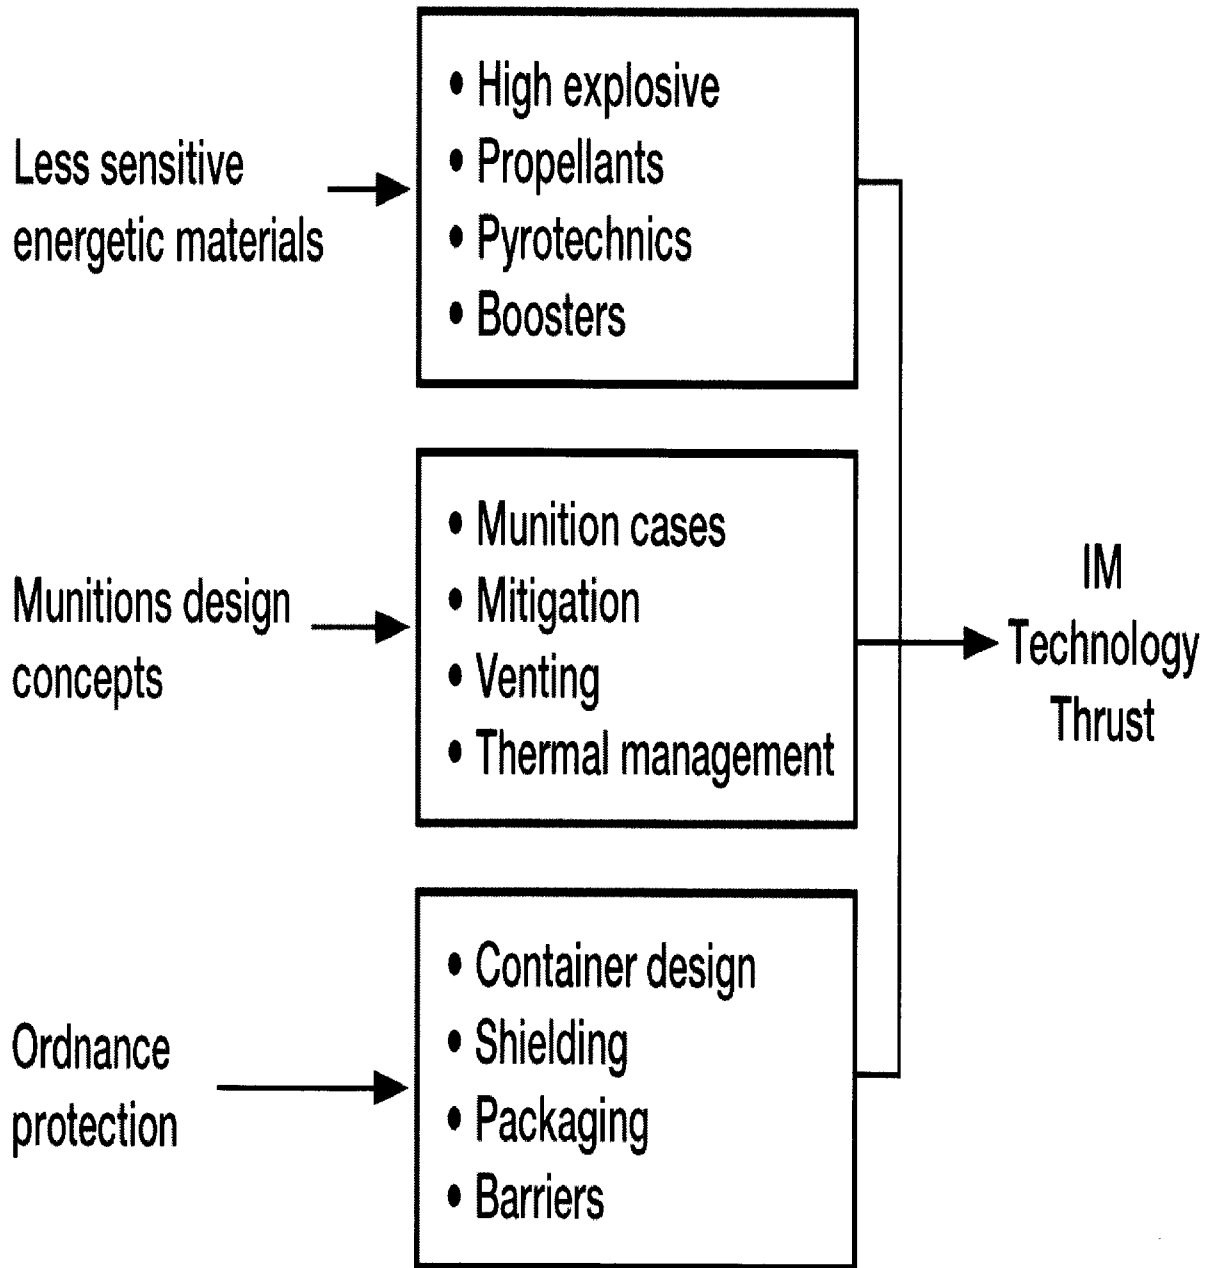 Less sensitive
energetic materials
• High explosive
• Propellants
• Pyrotechnics
• Boosters
Munitions design
concepts
• Munition cases
• Mitigation
• Venting
• Thermal management
Ordnance
protection
• Container design
• Shielding
• Packaging
• Barriers
IM
Technology
Thrust